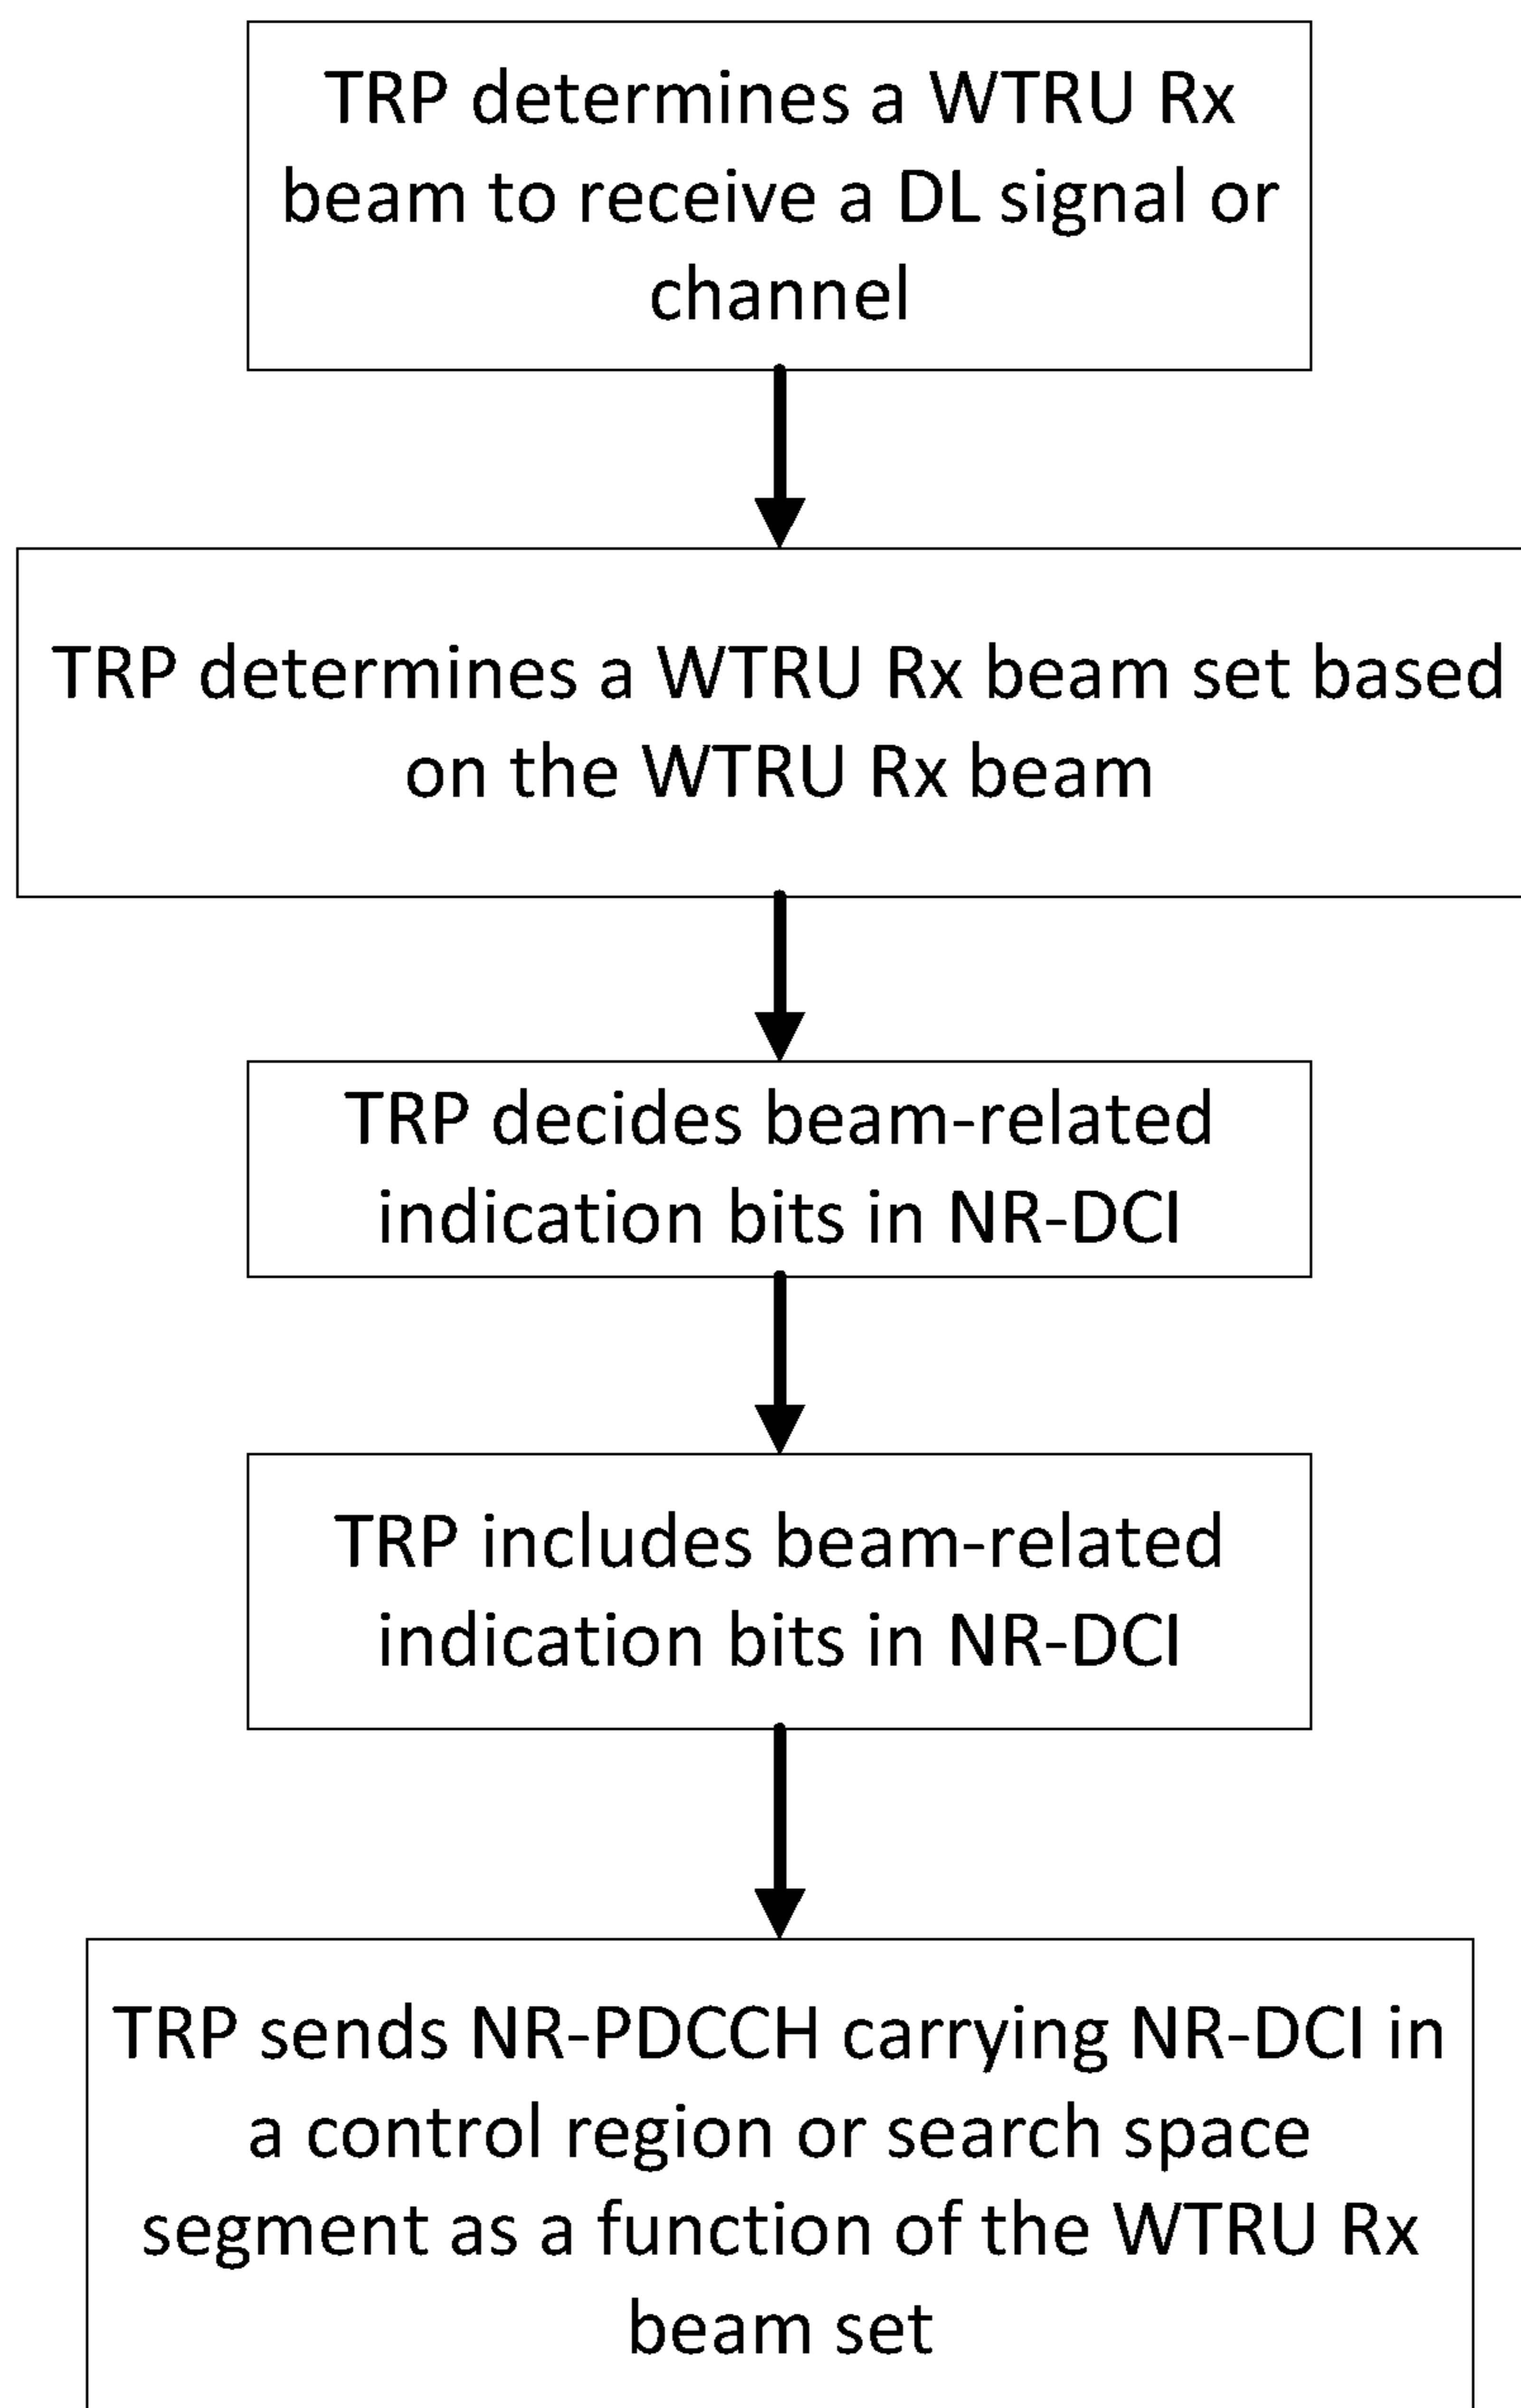 TRP determines a WTRU Rx
beam to receive a DL signal or
channel
TRP determines a WTRU Rx beam set based
on the WTRU Rx beam
TRP decides beam-related
indication bits in NR-DCI
TRP includes beam-related
indication bits in NR-DCI
TRP sends NR-PDCCH carrying NR-DCI in
a control region or search space
segment as a function of the WTRU Rx
beam set